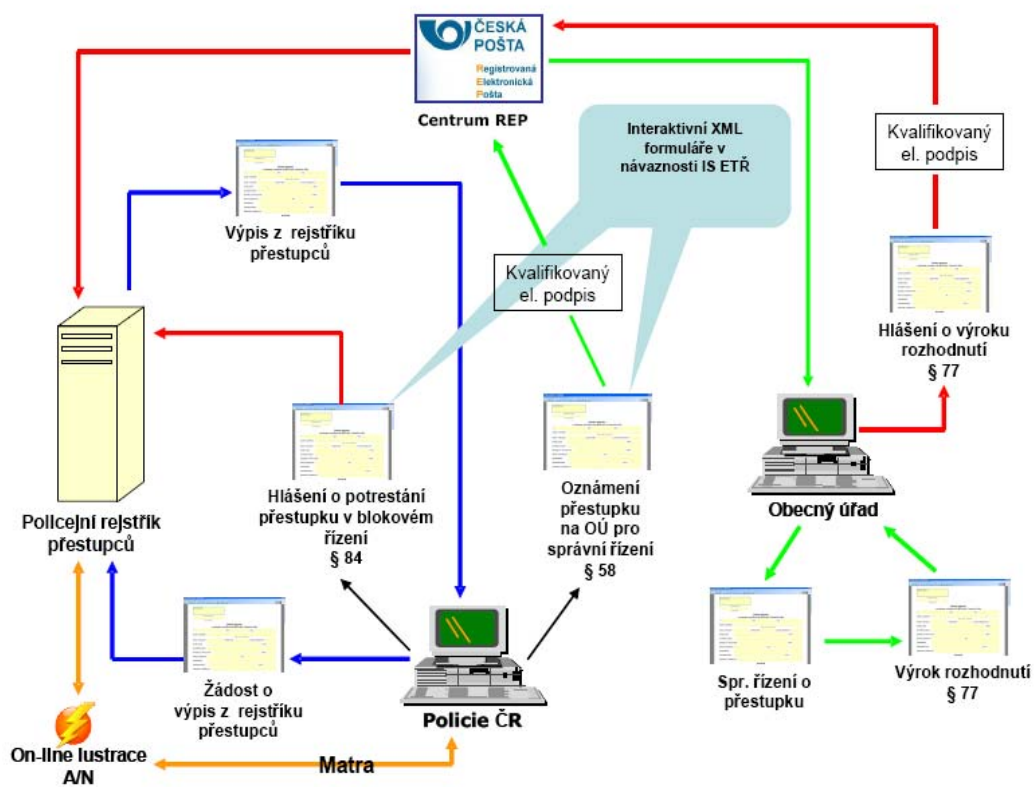 ČESKÁ
POŠTA
Registrovaná
Elektronická
Pošta
Centrum REP
Interaktivní XML
formuláře v
návaznosti IS ETŘ
Kvalifikovaný
el. podpis
Výpis z rejstříku
přestupců
Kvalifikovaný
el. podpis
Hlášení o výroku
rozhodnutí
§ 77
Policejní rejstřík
přestupců
Hlášení o potrestání
přestupku v blokovém
řízení
§ 84
Oznámení
přestupku
na OÚ pro
správní řízení
§ 58
Obecný úřad
Žádost o
výpis z rejstříku
přestupců
Policie ČR
Spr. řízení o
přestupku
Výrok rozhodnutí
§ 77
On-line lustrace
A/N
Matra